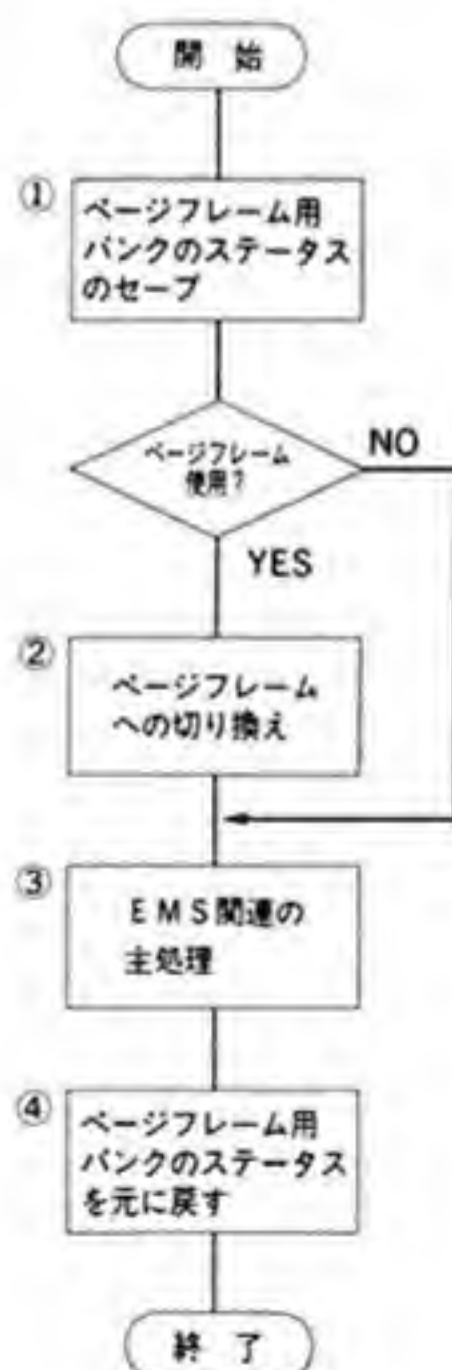 開 始
①
ページフレーム用
バンクのステータス
のセーブ
ページフレーム
使用?
NO
YES
②
ページフレーム
への切り換え
③
EMS関連の
主処理
④
ページフレーム用
バンクのステータス
を元に戻す
終 了